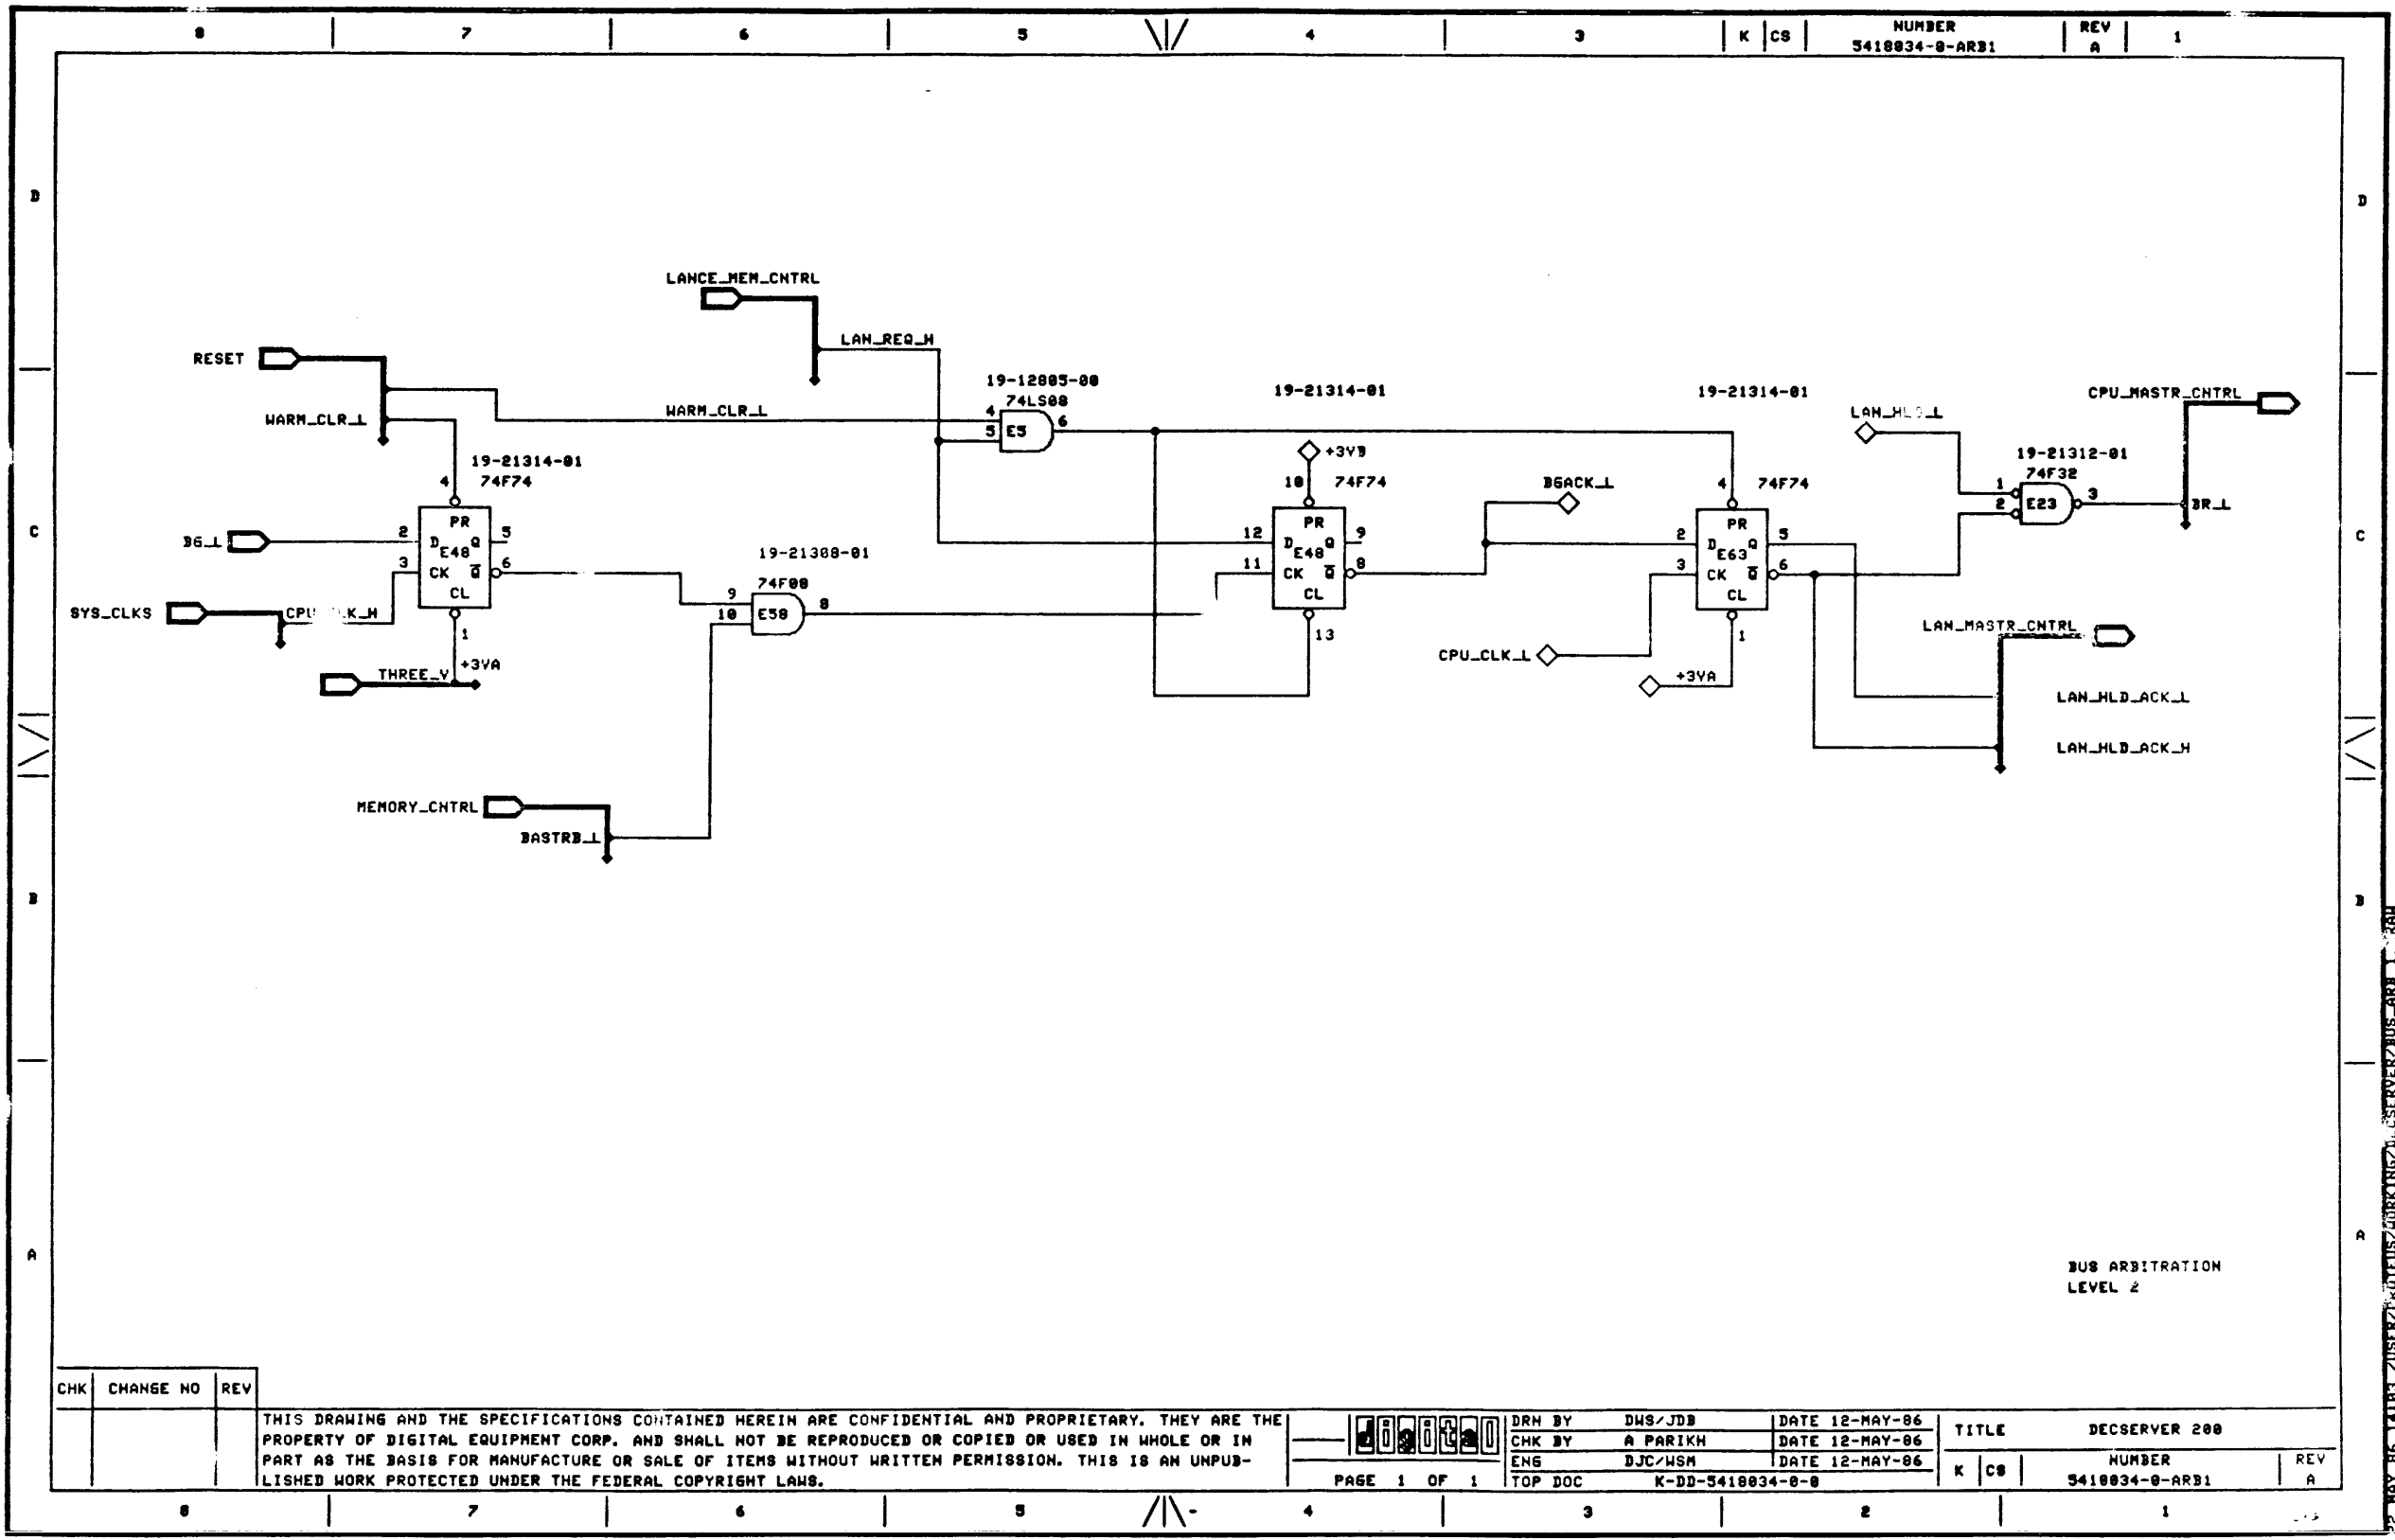 8 7 6 5 4 3 K CS NUMBER REV 1
5418034-0-ARB1 A
D D
LANCE_MEM_CNTRL
LAN_REQ_H
RESET
WARM_CLR_L
WARM_CLR_L
19-12805-00
74LS08
4
5
6
E5
19-21314-01
19-21314-01
CPU_MASTR_CNTRL
19-21314-01
74F74
4
PR
2
D
Q
5
E48
3
CK
Q
6
CL
1
+3VA
BG_L
SYS_CLKS
THREE_V
19-21308-01
74F08
9
10
8
E58
+3VB
10
74F74
PR
12
D
Q
9
E48
11
CK
Q
8
CL
13
BGACK_L
4
74F74
PR
2
D
Q
5
E63
3
CK
Q
6
CL
1
CPU_CLK_L
+3VA
19-21312-01
74F32
1
2
3
E23
BR_L
LAN_MASTR_CNTRL
LAN_HLD_ACK_L
LAN_HLD_ACK_H
C C
MEMORY_CNTRL
BASTRB_L
B B
A A
BUS ARBITRATION
LEVEL 2
CHK CHANGE NO REV
THIS DRAWING AND THE SPECIFICATIONS CONTAINED HEREIN ARE CONFIDENTIAL AND PROPRIETARY. THEY ARE THE
PROPERTY OF DIGITAL EQUIPMENT CORP. AND SHALL NOT BE REPRODUCED OR COPIED OR USED IN WHOLE OR IN
PART AS THE BASIS FOR MANUFACTURE OR SALE OF ITEMS WITHOUT WRITTEN PERMISSION. THIS IS AN UNPUB-
LISHED WORK PROTECTED UNDER THE FEDERAL COPYRIGHT LAWS.
digital
PAGE 1 OF 1
DRN BY DWS/JDB DATE 12-MAY-86
CHK BY A PARIKH DATE 12-MAY-86
ENG DJC/WSM DATE 12-MAY-86
TOP DOC K-DD-5418034-0-0
TITLE DECSERVER 200
K CS NUMBER REV
5418034-0-ARB1 A
8 7 6 5 4 3 2 1